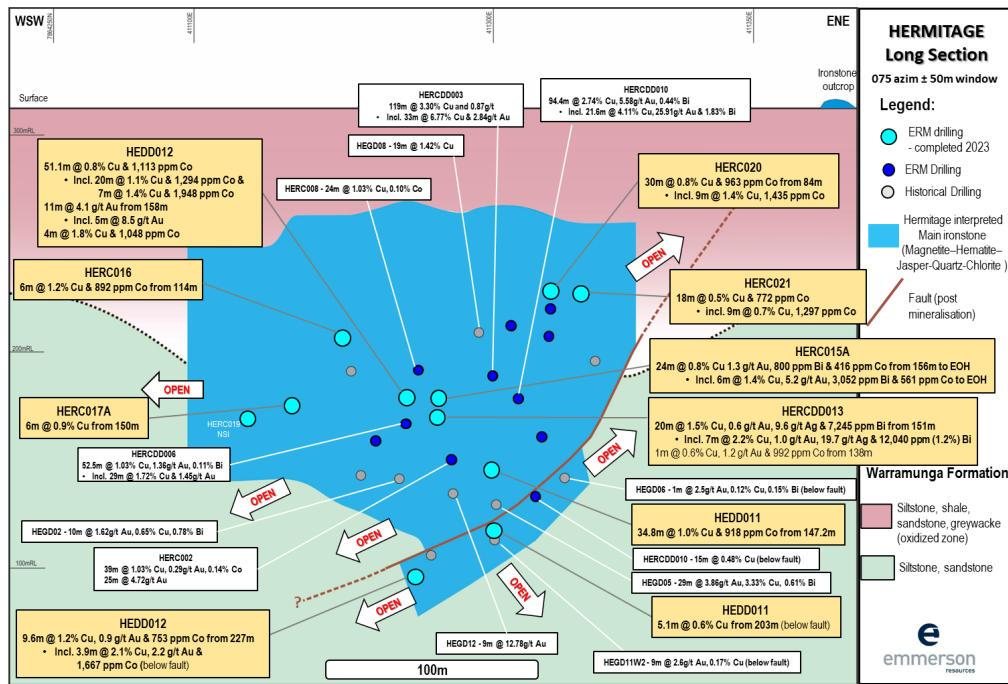 WSW
7864250N
411100E
411300E
411350E
ENE
HERMITAGE
Long Section
075 azim ± 50m window
Legend:
ERM drilling
- completed 2023
ERM Drilling
Historical Drilling
Hermitage interpreted
Main ironstone
(Magnetite–Hematite–
Jasper-Quartz-Chlorite )
Fault (post
mineralisation)
Warramunga Formation
Siltstone, shale,
sandstone, greywacke
(oxidized zone)
Siltstone, sandstone
emmerson
resources
Surface
Ironstone
outcrop
300mRL
200mRL
100mRL
HERCDD003
119m @ 3.30% Cu and 0.87g/t
• Incl. 33m @ 6.77% Cu & 2.84g/t Au
HERCDD010
94.4m @ 2.74% Cu, 5.58g/t Au, 0.44% Bi
• Incl. 21.6m @ 4.11% Cu, 25.91g/t Au & 1.83% Bi
HEGD08 - 19m @ 1.42% Cu
HEDD012
51.1m @ 0.8% Cu & 1,113 ppm Co
• Incl. 20m @ 1.1% Cu & 1,294 ppm Co &
7m @ 1.4% Cu & 1,948 ppm Co
11m @ 4.1 g/t Au from 158m
• Incl. 5m @ 8.5 g/t Au
4m @ 1.8% Cu & 1,048 ppm Co
HERC008 - 24m @ 1.03% Cu, 0.10% Co
HERC020
30m @ 0.8% Cu & 963 ppm Co from 84m
• Incl. 9m @ 1.4% Cu, 1,435 ppm Co
OPEN
HERC016
6m @ 1.2% Cu & 892 ppm Co from 114m
HERC021
18m @ 0.5% Cu & 772 ppm Co
• incl. 9m @ 0.7% Cu, 1,297 ppm Co
HERC015A
24m @ 0.8% Cu 1.3 g/t Au, 800 ppm Bi & 416 ppm Co from 156m to EOH
• Incl. 6m @ 1.4% Cu, 5.2 g/t Au, 3,052 ppm Bi & 561 ppm Co to EOH
OPEN
HERC017A
6m @ 0.9% Cu from 150m
HERC019
NSI
HERCDD013
20m @ 1.5% Cu, 0.6 g/t Au, 9.6 g/t Ag & 7,245 ppm Bi from 151m
• Incl. 7m @ 2.2% Cu, 1.0 g/t Au, 19.7 g/t Ag & 12,040 ppm (1.2%) Bi
1m @ 0.6% Cu, 1.2 g/t Au & 992 ppm Co from 138m
OPEN
HERCDD006
52.5m @ 1.03% Cu, 1.36g/t Au, 0.11% Bi
• Incl. 29m @ 1.72% Cu & 1.45g/t Au
OPEN
HEGD06 - 1m @ 2.5g/t Au, 0.12% Cu, 0.15% Bi (below fault)
HEGD02 - 10m @ 1.62g/t Au, 0.65% Cu, 0.78% Bi
OPEN
HEDD011
34.8m @ 1.0% Cu & 918 ppm Co from 147.2m
HERC002
39m @ 1.03% Cu, 0.29g/t Au, 0.14% Co
25m @ 4.72g/t Au
HERCDD010 - 15m @ 0.48% Cu (below fault)
HEGD05 - 29m @ 3.86g/t Au, 3.33% Cu, 0.61% Bi
?
OPEN
OPEN
HEDD012
9.6m @ 1.2% Cu, 0.9 g/t Au & 753 ppm Co from 227m
• Incl. 3.9m @ 2.1% Cu, 2.2 g/t Au &
1,667 ppm Co (below fault)
HEDD011
5.1m @ 0.6% Cu from 203m (below fault)
HEGD12 - 9m @ 12.78g/t Au
HEGD11W2 - 9m @ 2.6g/t Au, 0.17% Cu (below fault)
100m